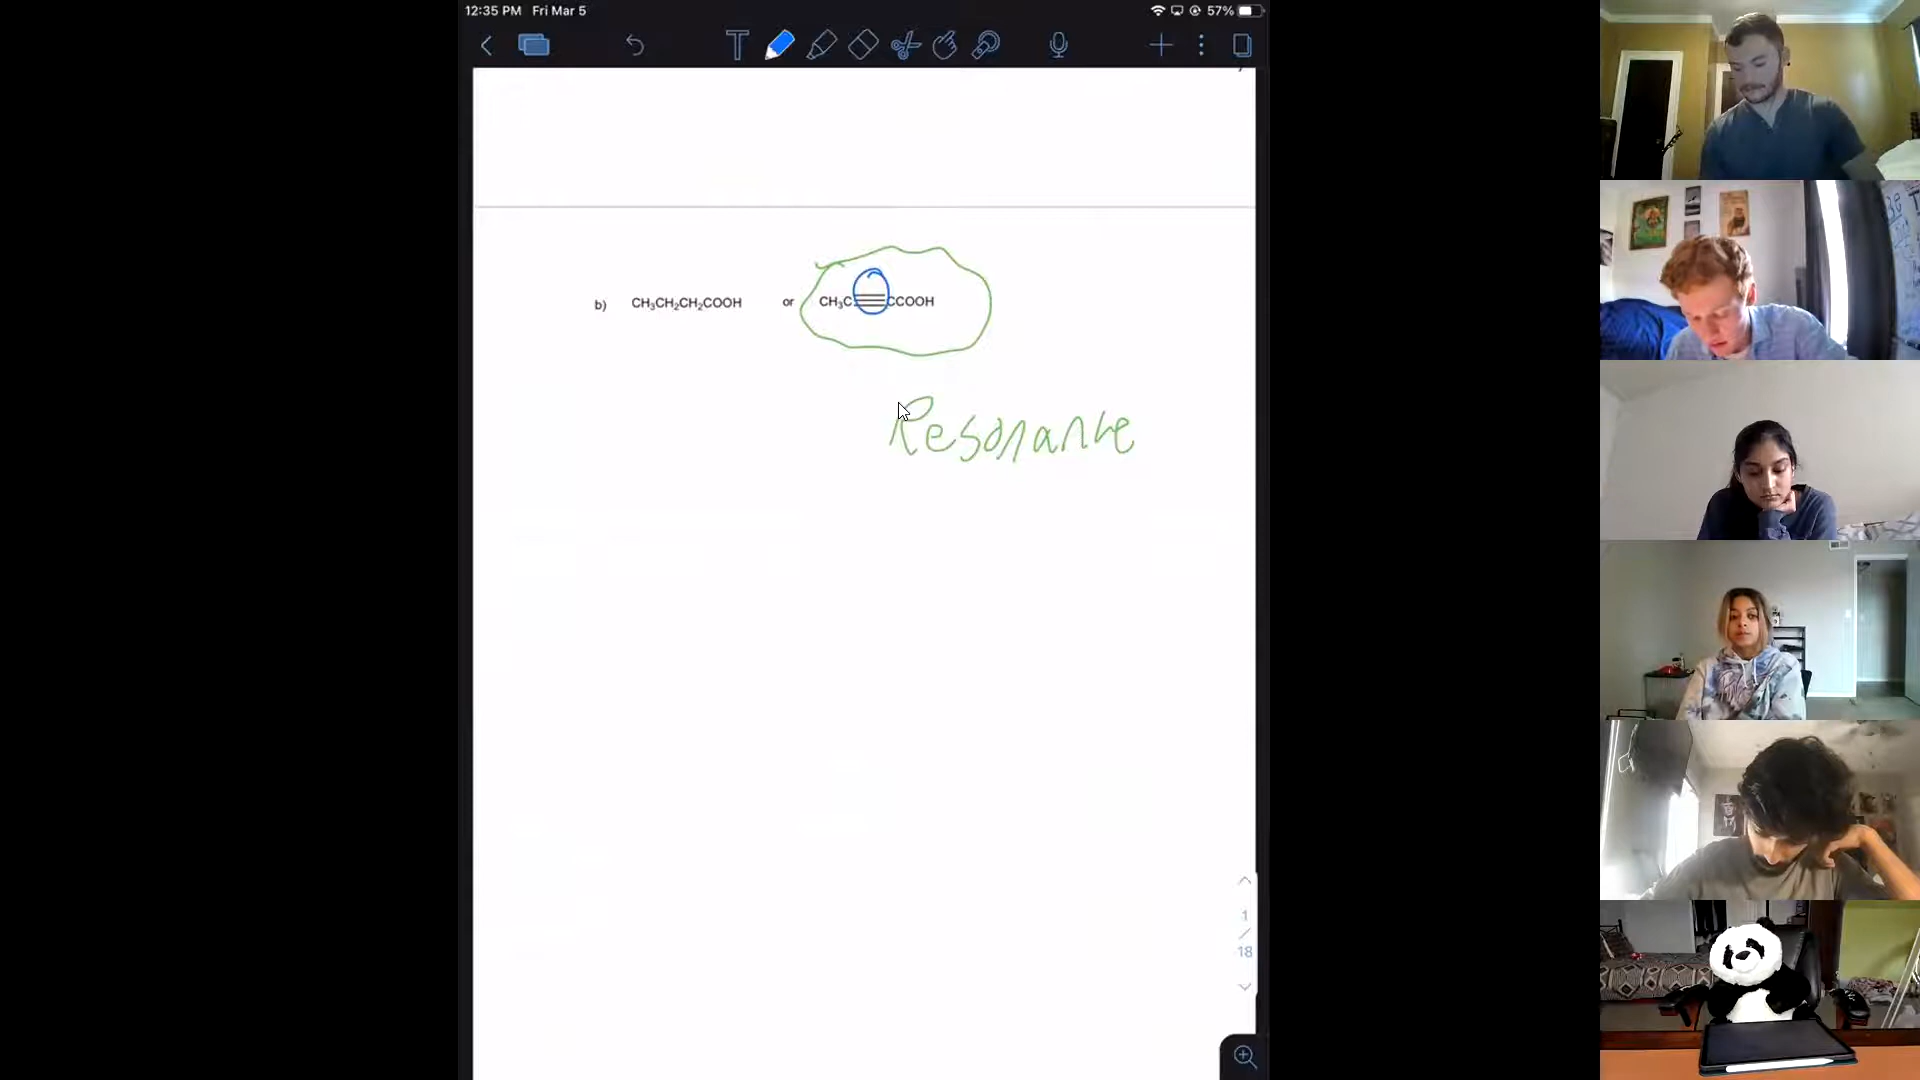 12:35 PM Fri Mar 5
57%
T
b) CH₃CH₂CH₂COOH or CH₃C≡CCOOH
Resonance
1
/
18